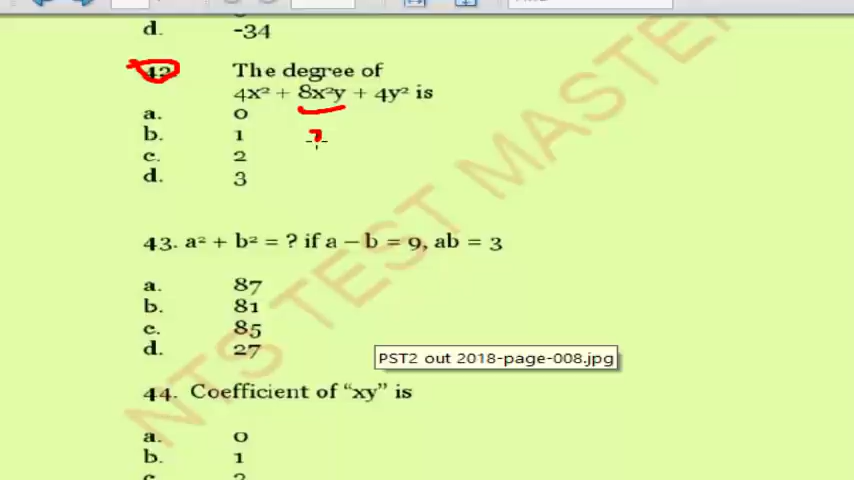 d. -34
42 The degree of
4x² + 8x²y + 4y² is
a. 0
b. 1
c. 2
d. 3
43. a² + b² = ? if a – b = 9, ab = 3
a. 87
b. 81
c. 85
d. 27
PST2 out 2018-page-008.jpg
44. Coefficient of “xy” is
a. 0
b. 1
NTS TEST MASTER